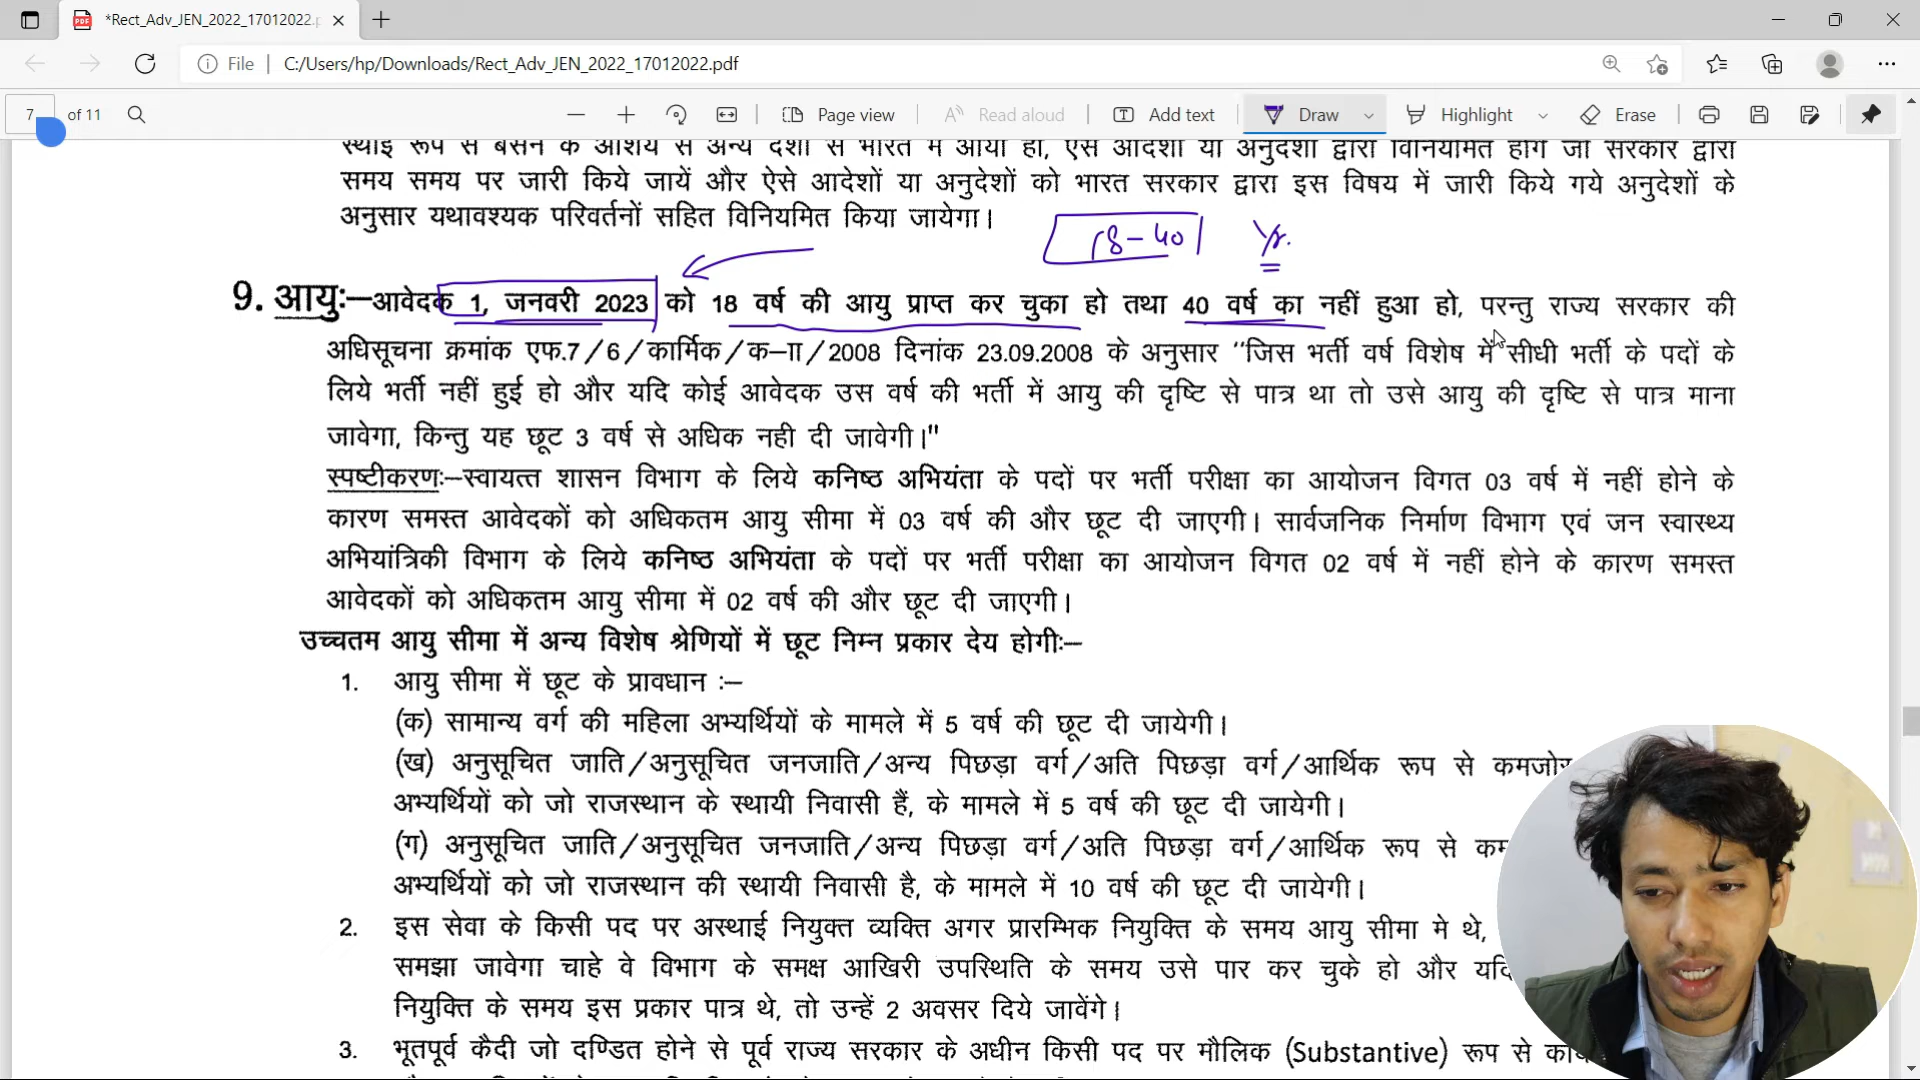 *Rect_Adv_JEN_2022_17012022.p
File C:/Users/hp/Downloads/Rect_Adv_JEN_2022_17012022.pdf
7 of 11 Page view Read aloud Add text Draw Highlight Erase
स्थाई रूप से बसने के आशय से अन्य देशों से भारत में आया हो, ऐसे आदेशों या अनुदेशों द्वारा विनियमित होंगे जो सरकार द्वारा
समय समय पर जारी किये जायें और ऐसे आदेशों या अनुदेशों को भारत सरकार द्वारा इस विषय में जारी किये गये अनुदेशों के
अनुसार यथावश्यक परिवर्तनों सहित विनियमित किया जायेगा।
18-40 Yr.
9. आयुः–आवेदक 1, जनवरी 2023 को 18 वर्ष की आयु प्राप्त कर चुका हो तथा 40 वर्ष का नहीं हुआ हो, परन्तु राज्य सरकार की
अधिसूचना क्रमांक एफ.7/6/कार्मिक/क–II/2008 दिनांक 23.09.2008 के अनुसार "जिस भर्ती वर्ष विशेष में सीधी भर्ती के पदों के
लिये भर्ती नहीं हुई हो और यदि कोई आवेदक उस वर्ष की भर्ती में आयु की दृष्टि से पात्र था तो उसे आयु की दृष्टि से पात्र माना
जावेगा, किन्तु यह छूट 3 वर्ष से अधिक नही दी जावेगी।"
स्पष्टीकरणः–स्वायत्त शासन विभाग के लिये कनिष्ठ अभियंता के पदों पर भर्ती परीक्षा का आयोजन विगत 03 वर्ष में नहीं होने के
कारण समस्त आवेदकों को अधिकतम आयु सीमा में 03 वर्ष की और छूट दी जाएगी। सार्वजनिक निर्माण विभाग एवं जन स्वास्थ्य
अभियांत्रिकी विभाग के लिये कनिष्ठ अभियंता के पदों पर भर्ती परीक्षा का आयोजन विगत 02 वर्ष में नहीं होने के कारण समस्त
आवेदकों को अधिकतम आयु सीमा में 02 वर्ष की और छूट दी जाएगी।
उच्चतम आयु सीमा में अन्य विशेष श्रेणियों में छूट निम्न प्रकार देय होगीः–
1. आयु सीमा में छूट के प्रावधान :–
(क) सामान्य वर्ग की महिला अभ्यर्थियों के मामले में 5 वर्ष की छूट दी जायेगी।
(ख) अनुसूचित जाति/अनुसूचित जनजाति/अन्य पिछड़ा वर्ग/अति पिछड़ा वर्ग/आर्थिक रूप से कमजोर
अभ्यर्थियों को जो राजस्थान के स्थायी निवासी हैं, के मामले में 5 वर्ष की छूट दी जायेगी।
(ग) अनुसूचित जाति/अनुसूचित जनजाति/अन्य पिछड़ा वर्ग/अति पिछड़ा वर्ग/आर्थिक रूप से
अभ्यर्थियों को जो राजस्थान की स्थायी निवासी है, के मामले में 10 वर्ष की छूट दी जायेगी।
2. इस सेवा के किसी पद पर अस्थाई नियुक्त व्यक्ति अगर प्रारम्भिक नियुक्ति के समय आयु सीमा मे थे,
समझा जावेगा चाहे वे विभाग के समक्ष आखिरी उपस्थिति के समय उसे पार कर चुके हो और
नियुक्ति के समय इस प्रकार पात्र थे, तो उन्हें 2 अवसर दिये जावेंगे।
3. भूतपूर्व कैदी जो दण्डित होने से पूर्व राज्य सरकार के अधीन किसी पद पर मौलिक (Substantive) रूप से